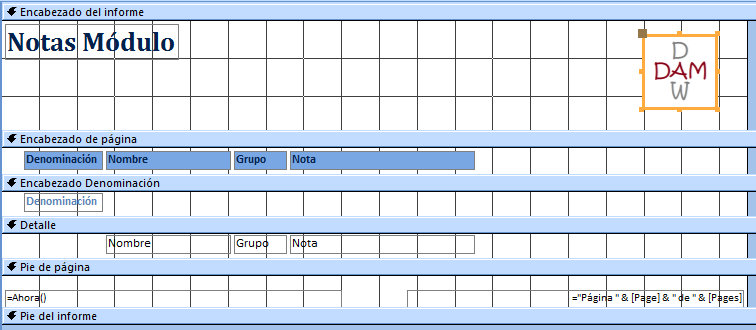 Encabezado del informe
Notas Módulo
D
DAM
W
Encabezado de página
Denominación Nombre Grupo Nota
Encabezado Denominación
Denominación
Detalle
Nombre Grupo Nota
Pie de página
=Ahora() ="Página " & [Page] & " de " & [Pages]
Pie del informe